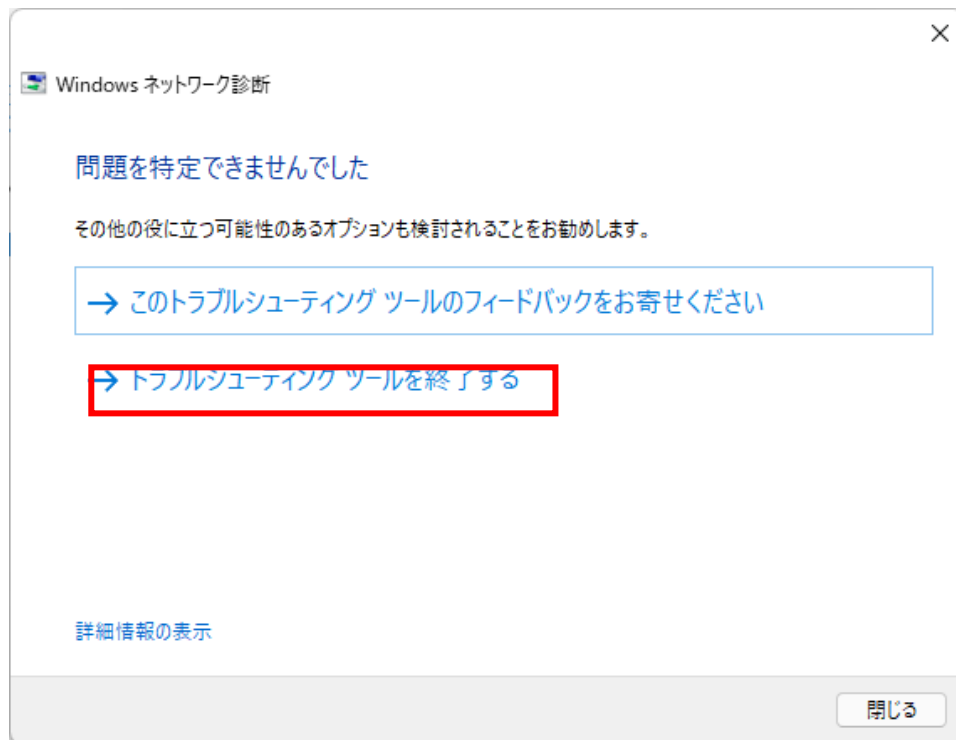 Windows ネットワーク診断
問題を特定できませんでした
その他の役に立つ可能性のあるオプションも検討されることをお勧めします。
→ このトラブルシューティング ツールのフィードバックをお寄せください
→ トラブルシューティング ツールを終了する
詳細情報の表示
閉じる